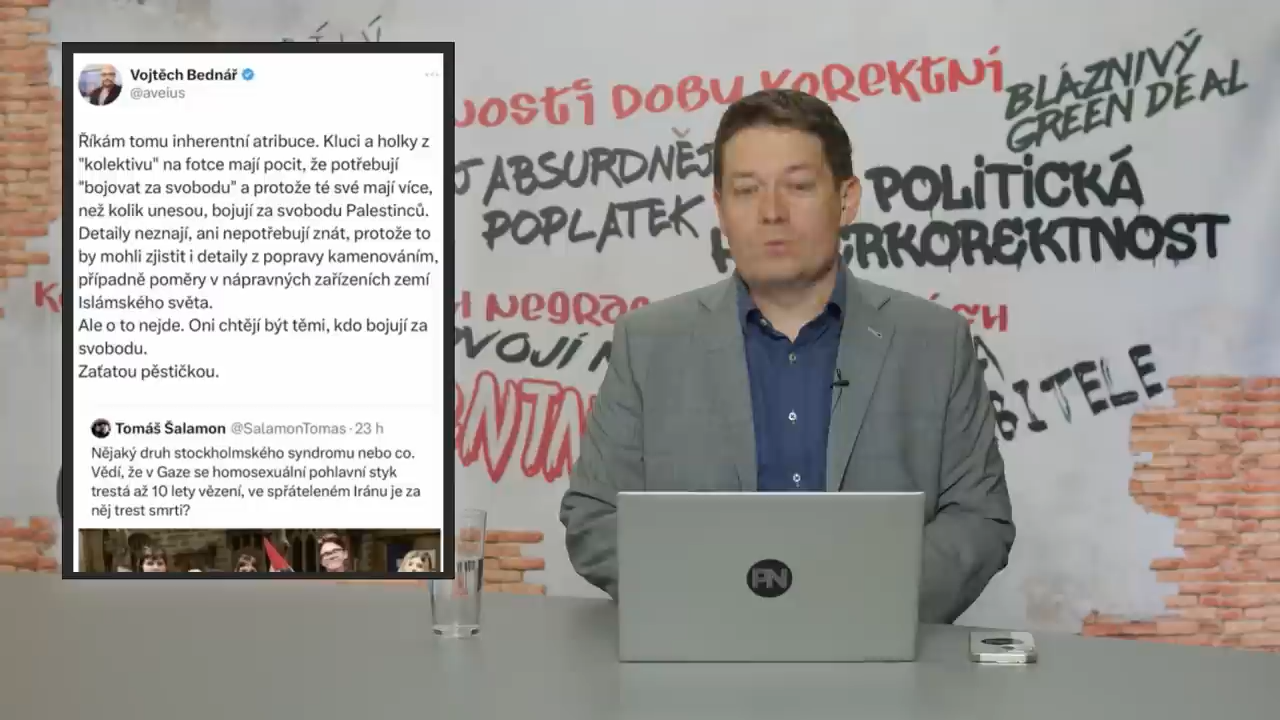 Vojtěch Bednář
@aveius
Říkám tomu inherentní atribuce. Kluci a holky z
"kolektivu" na fotce mají pocit, že potřebují
"bojovat za svobodu" a protože té své mají více,
než kolik unesou, bojují za svobodu Palestinců.
Detaily neznají, ani nepotřebují znát, protože to
by mohli zjistit i detaily z popravy kamenováním,
případně poměry v nápravných zařízeních zemí
Islámského světa.
Ale o to nejde. Oni chtějí být těmi, kdo bojují za
svobodu.
Zaťatou pěstičkou.
Tomáš Šalamon @SalamonTomas · 23 h
Nějaký druh stockholmského syndromu nebo co.
Vědí, že v Gaze se homosexuální pohlavní styk
trestá až 10 lety vězení, ve spřáteleném Íránu je za
něj trest smrti?
DOBY KOREKTNÍ
BLÁZNIVÝ
GREEN DEAL
ABSURDNĚJ
POPLATEK
POLITICKÁ
RKOREKTNOST
PN